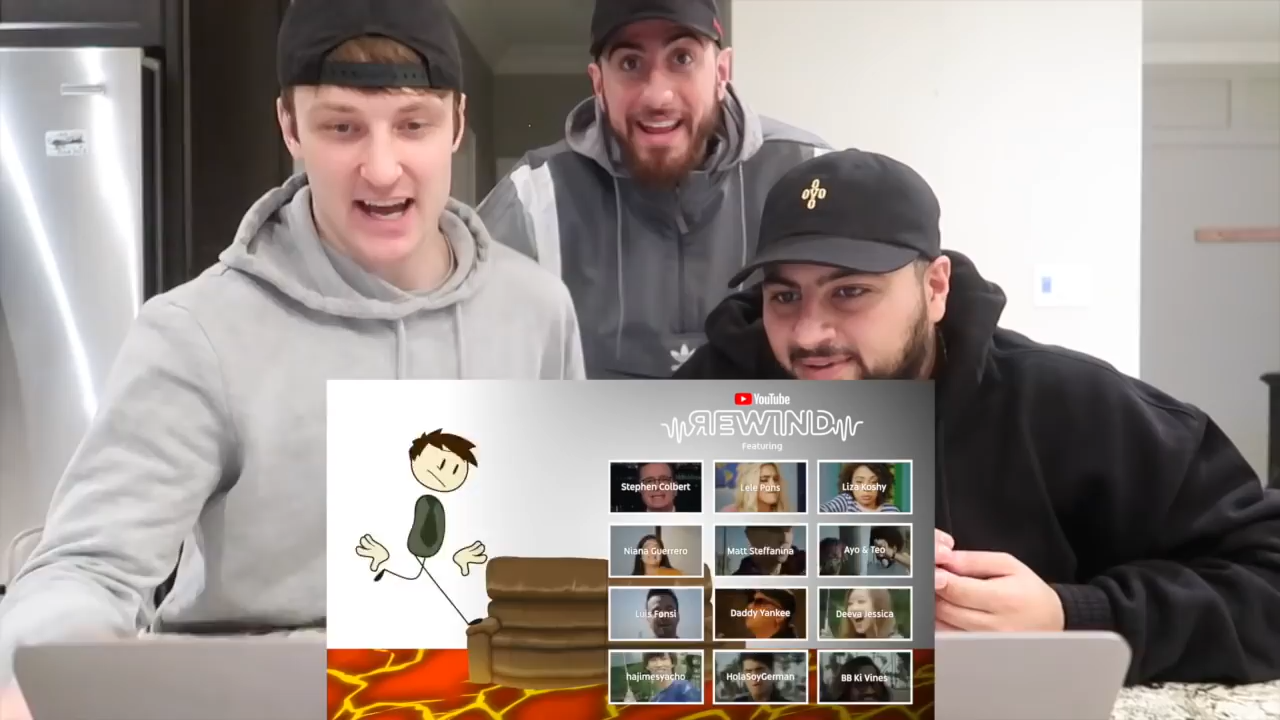 OVO
YouTube
REWIND
Featuring
Stephen Colbert
Lele Pons
Liza Koshy
Niana Guerrero
Matt Steffanina
Ayo & Teo
Luis Fonsi
Daddy Yankee
Deeva Jessica
hajimesyacho
HolaSoyGerman
BB Ki Vines